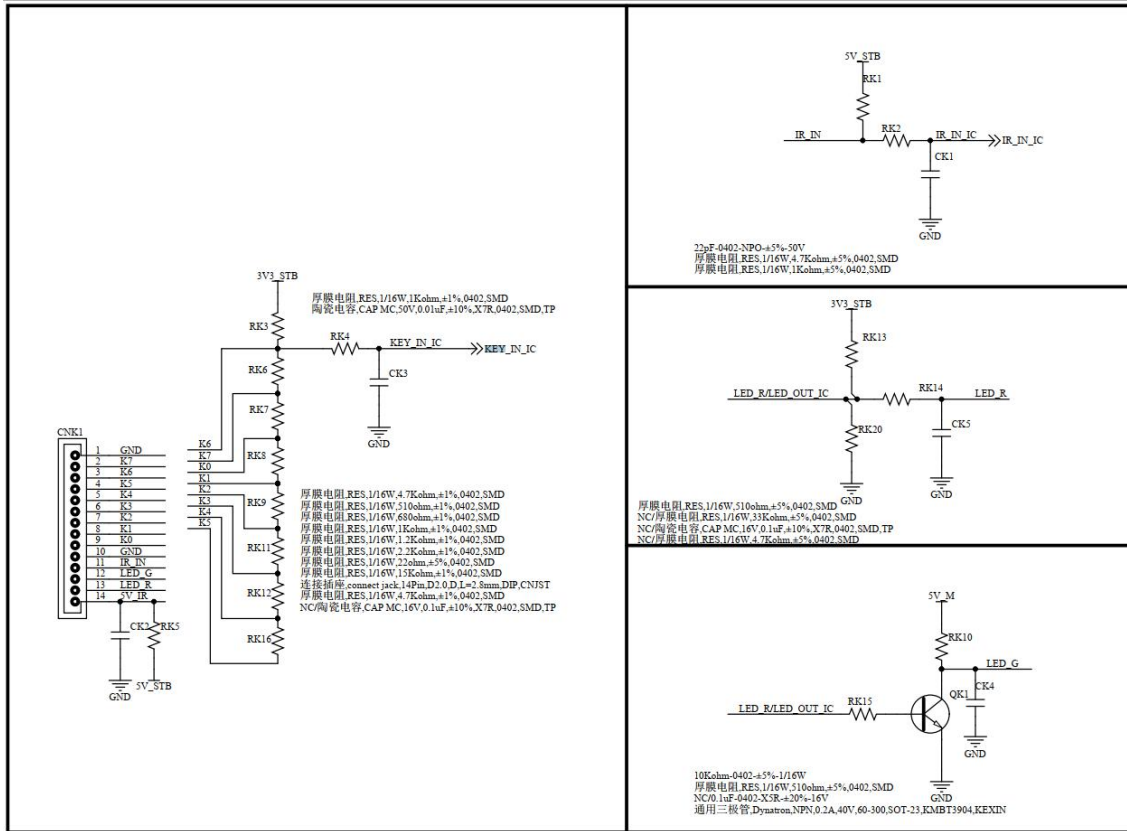 3V3_STB
厚膜电阻,RES,1/16W,1Kohm,±1%,0402,SMD
陶瓷电容,CAP MC,50V,0.01uF,±10%,X7R,0402,SMD,TP
RK3
RK4
KEY_IN_IC
KEY_IN_IC
RK6
CK3
RK7
GND
CNK1
RK8
1 GND
2 K7
3 K6
4 K5
5 K4
6 K3
7 K2
8 K1
9 K0
10 GND
11 IR_IN
12 LED_G
13 LED_R
14 5V_IR
K6
K7
K0
K1
K2
K3
K4
K5
RK9
RK11
RK12
RK16
厚膜电阻,RES,1/16W,4.7Kohm,±1%,0402,SMD
厚膜电阻,RES,1/16W,510ohm,±1%,0402,SMD
厚膜电阻,RES,1/16W,680ohm,±1%,0402,SMD
厚膜电阻,RES,1/16W,1Kohm,±1%,0402,SMD
厚膜电阻,RES,1/16W,1.2Kohm,±1%,0402,SMD
厚膜电阻,RES,1/16W,2.2Kohm,±1%,0402,SMD
厚膜电阻,RES,1/16W,22ohm,±5%,0402,SMD
厚膜电阻,RES,1/16W,15Kohm,±1%,0402,SMD
连接插座,connect jack,14Pin,D2.0,D,L=2.8mm,DIP,CNJST
厚膜电阻,RES,1/16W,4.7Kohm,±1%,0402,SMD
NC/陶瓷电容,CAP MC,16V,0.1uF,±10%,X7R,0402,SMD,TP
CK2
RK5
GND
5V_STB
5V_STB
RK1
IR_IN
RK2
IR_IN_IC
IR_IN_IC
CK1
GND
22pF-0402-NPO-±5%-50V
厚膜电阻,RES,1/16W,4.7Kohm,±5%,0402,SMD
厚膜电阻,RES,1/16W,1Kohm,±5%,0402,SMD
3V3_STB
RK13
LED_R/LED_OUT_IC
RK14
LED_R
RK20
CK5
GND
GND
厚膜电阻,RES,1/16W,510ohm,±5%,0402,SMD
NC/厚膜电阻,RES,1/16W,33Kohm,±5%,0402,SMD
NC/陶瓷电容,CAP MC,16V,0.1uF,±10%,X7R,0402,SMD,TP
NC/厚膜电阻,RES,1/16W,4.7Kohm,±5%,0402,SMD
5V_M
RK10
LED_G
QK1
CK4
LED_R/LED_OUT_IC
RK15
GND
GND
10Kohm-0402-±5%-1/16W
厚膜电阻,RES,1/16W,510ohm,±5%,0402,SMD
NC/0.1uF-0402-X5R-±20%-16V
通用三极管,Dynatron,NPN,0.2A,40V,60-300,SOT-23,KMBT3904,KEXIN